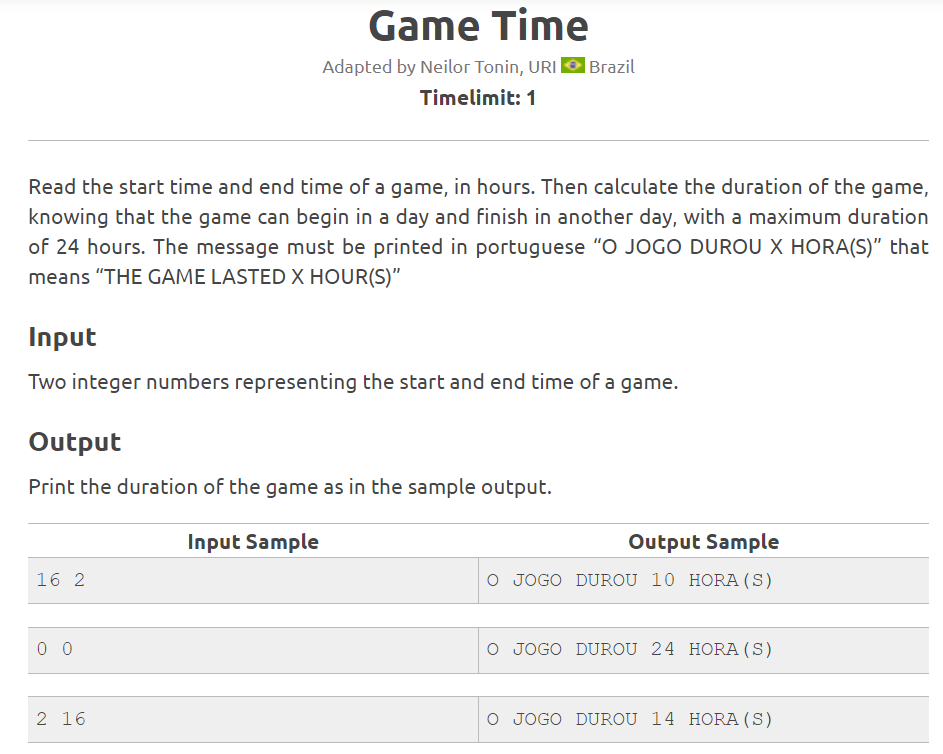 Game Time
Adapted by Neilor Tonin, URI Brazil
Timelimit: 1
Read the start time and end time of a game, in hours. Then calculate the duration of the game,
knowing that the game can begin in a day and finish in another day, with a maximum duration
of 24 hours. The message must be printed in portuguese “O JOGO DUROU X HORA(S)” that
means “THE GAME LASTED X HOUR(S)”
Input
Two integer numbers representing the start and end time of a game.
Output
Print the duration of the game as in the sample output.
Input Sample Output Sample
16 2 O JOGO DUROU 10 HORA(S)
0 0 O JOGO DUROU 24 HORA(S)
2 16 O JOGO DUROU 14 HORA(S)